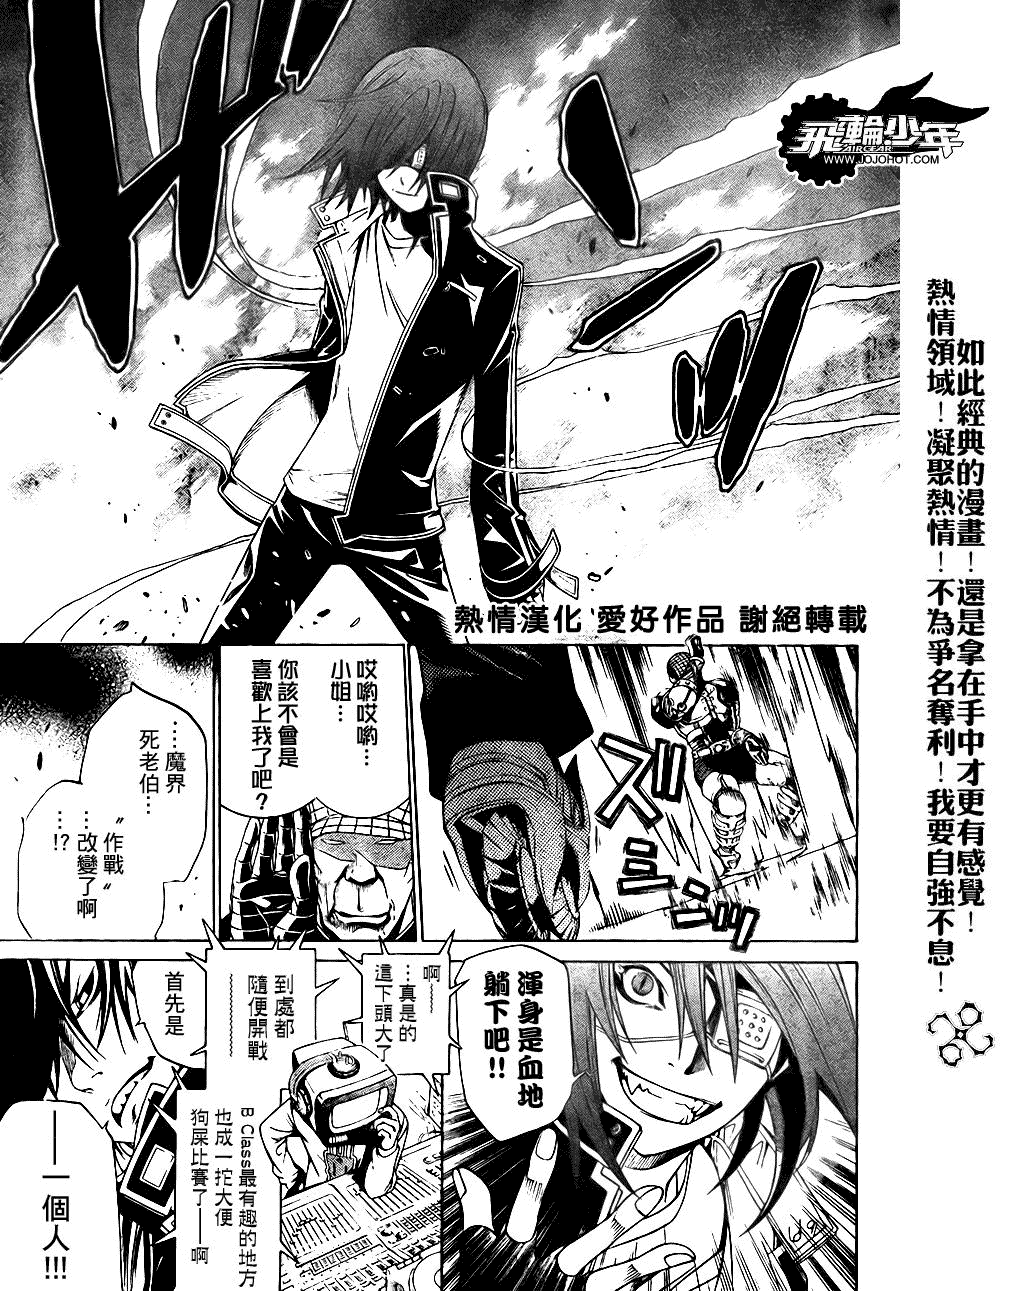 飛輪少年
AIRGEAR
WWW.JOJOHOT.COM
如此經典的漫畫！還是拿在手中才更有感覺！
熱情領域！凝聚熱情！不為爭名奪利！我要自強不息！
熱情漢化 愛好作品 謝絕轉載
ズ
ン
ッ
哎喲哎喲…
小姐…
你該不會是
喜歡上我了吧？
…魔界
死老伯…
〝作戰〞
…改變了啊
…!?
渾身是血地
躺下吧!!
啊──
…真是的
這下頭大了
到處都
隨便開戰
B Class最有趣的地方
也成一挖大便
狗屎比賽了──啊
首先是
──一個人!!!